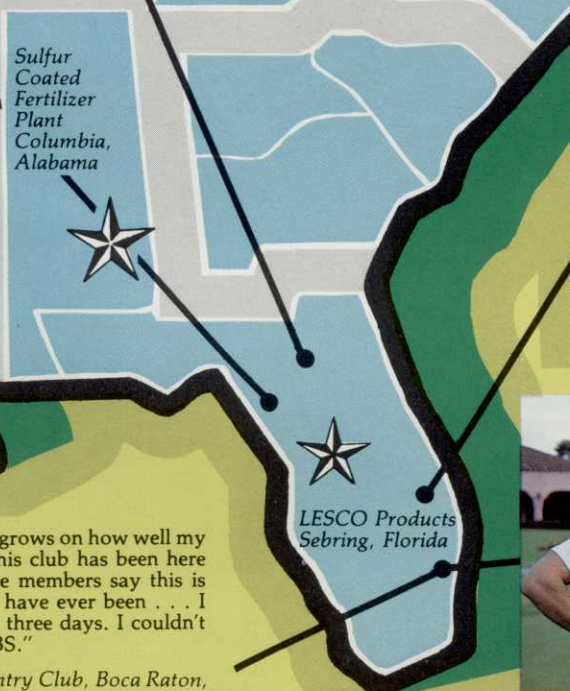 Sulfur
Coated
Fertilizer
Plant
Columbia,
Alabama
LESCO Products
Sebring, Florida
grows on how well my
his club has been here
e members say this is
have ever been . . . I
three days. I couldn't
BS."
ntry Club, Boca Raton,